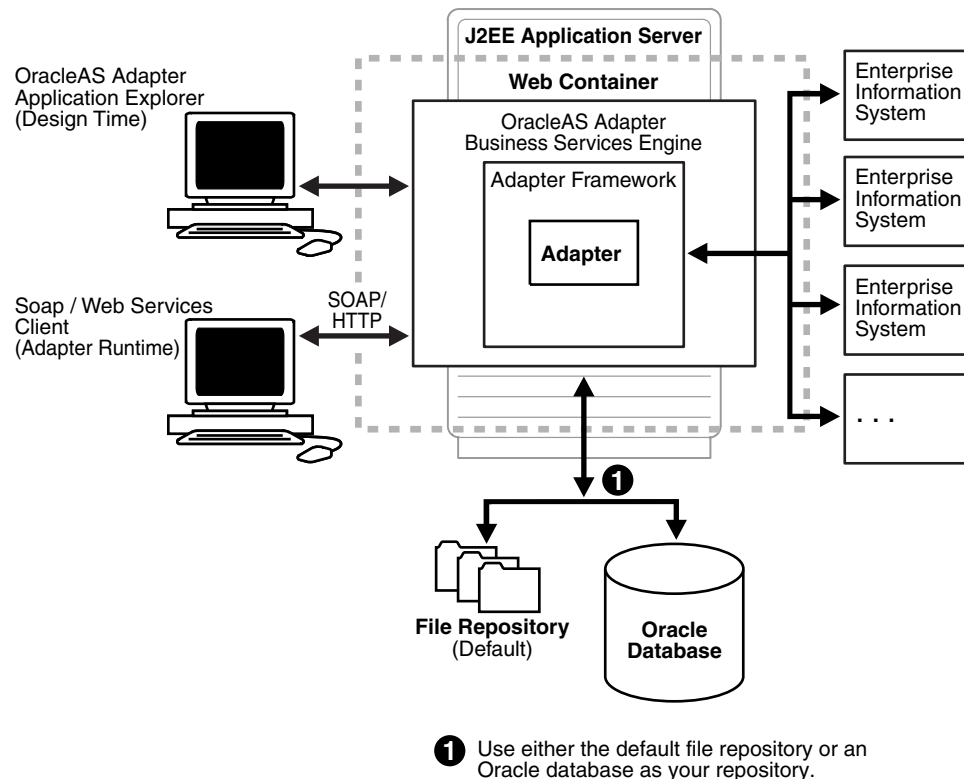 J2EE Application Server
Web Container
OracleAS Adapter
Application Explorer
(Design Time)
OracleAS Adapter
Business Services Engine
Adapter Framework
Adapter
Soap / Web Services
Client
(Adapter Runtime)
SOAP/
HTTP
Enterprise
Information
System
Enterprise
Information
System
Enterprise
Information
System
. . .
1
File Repository
(Default)
Oracle
Database
1 Use either the default file repository or an
Oracle database as your repository.